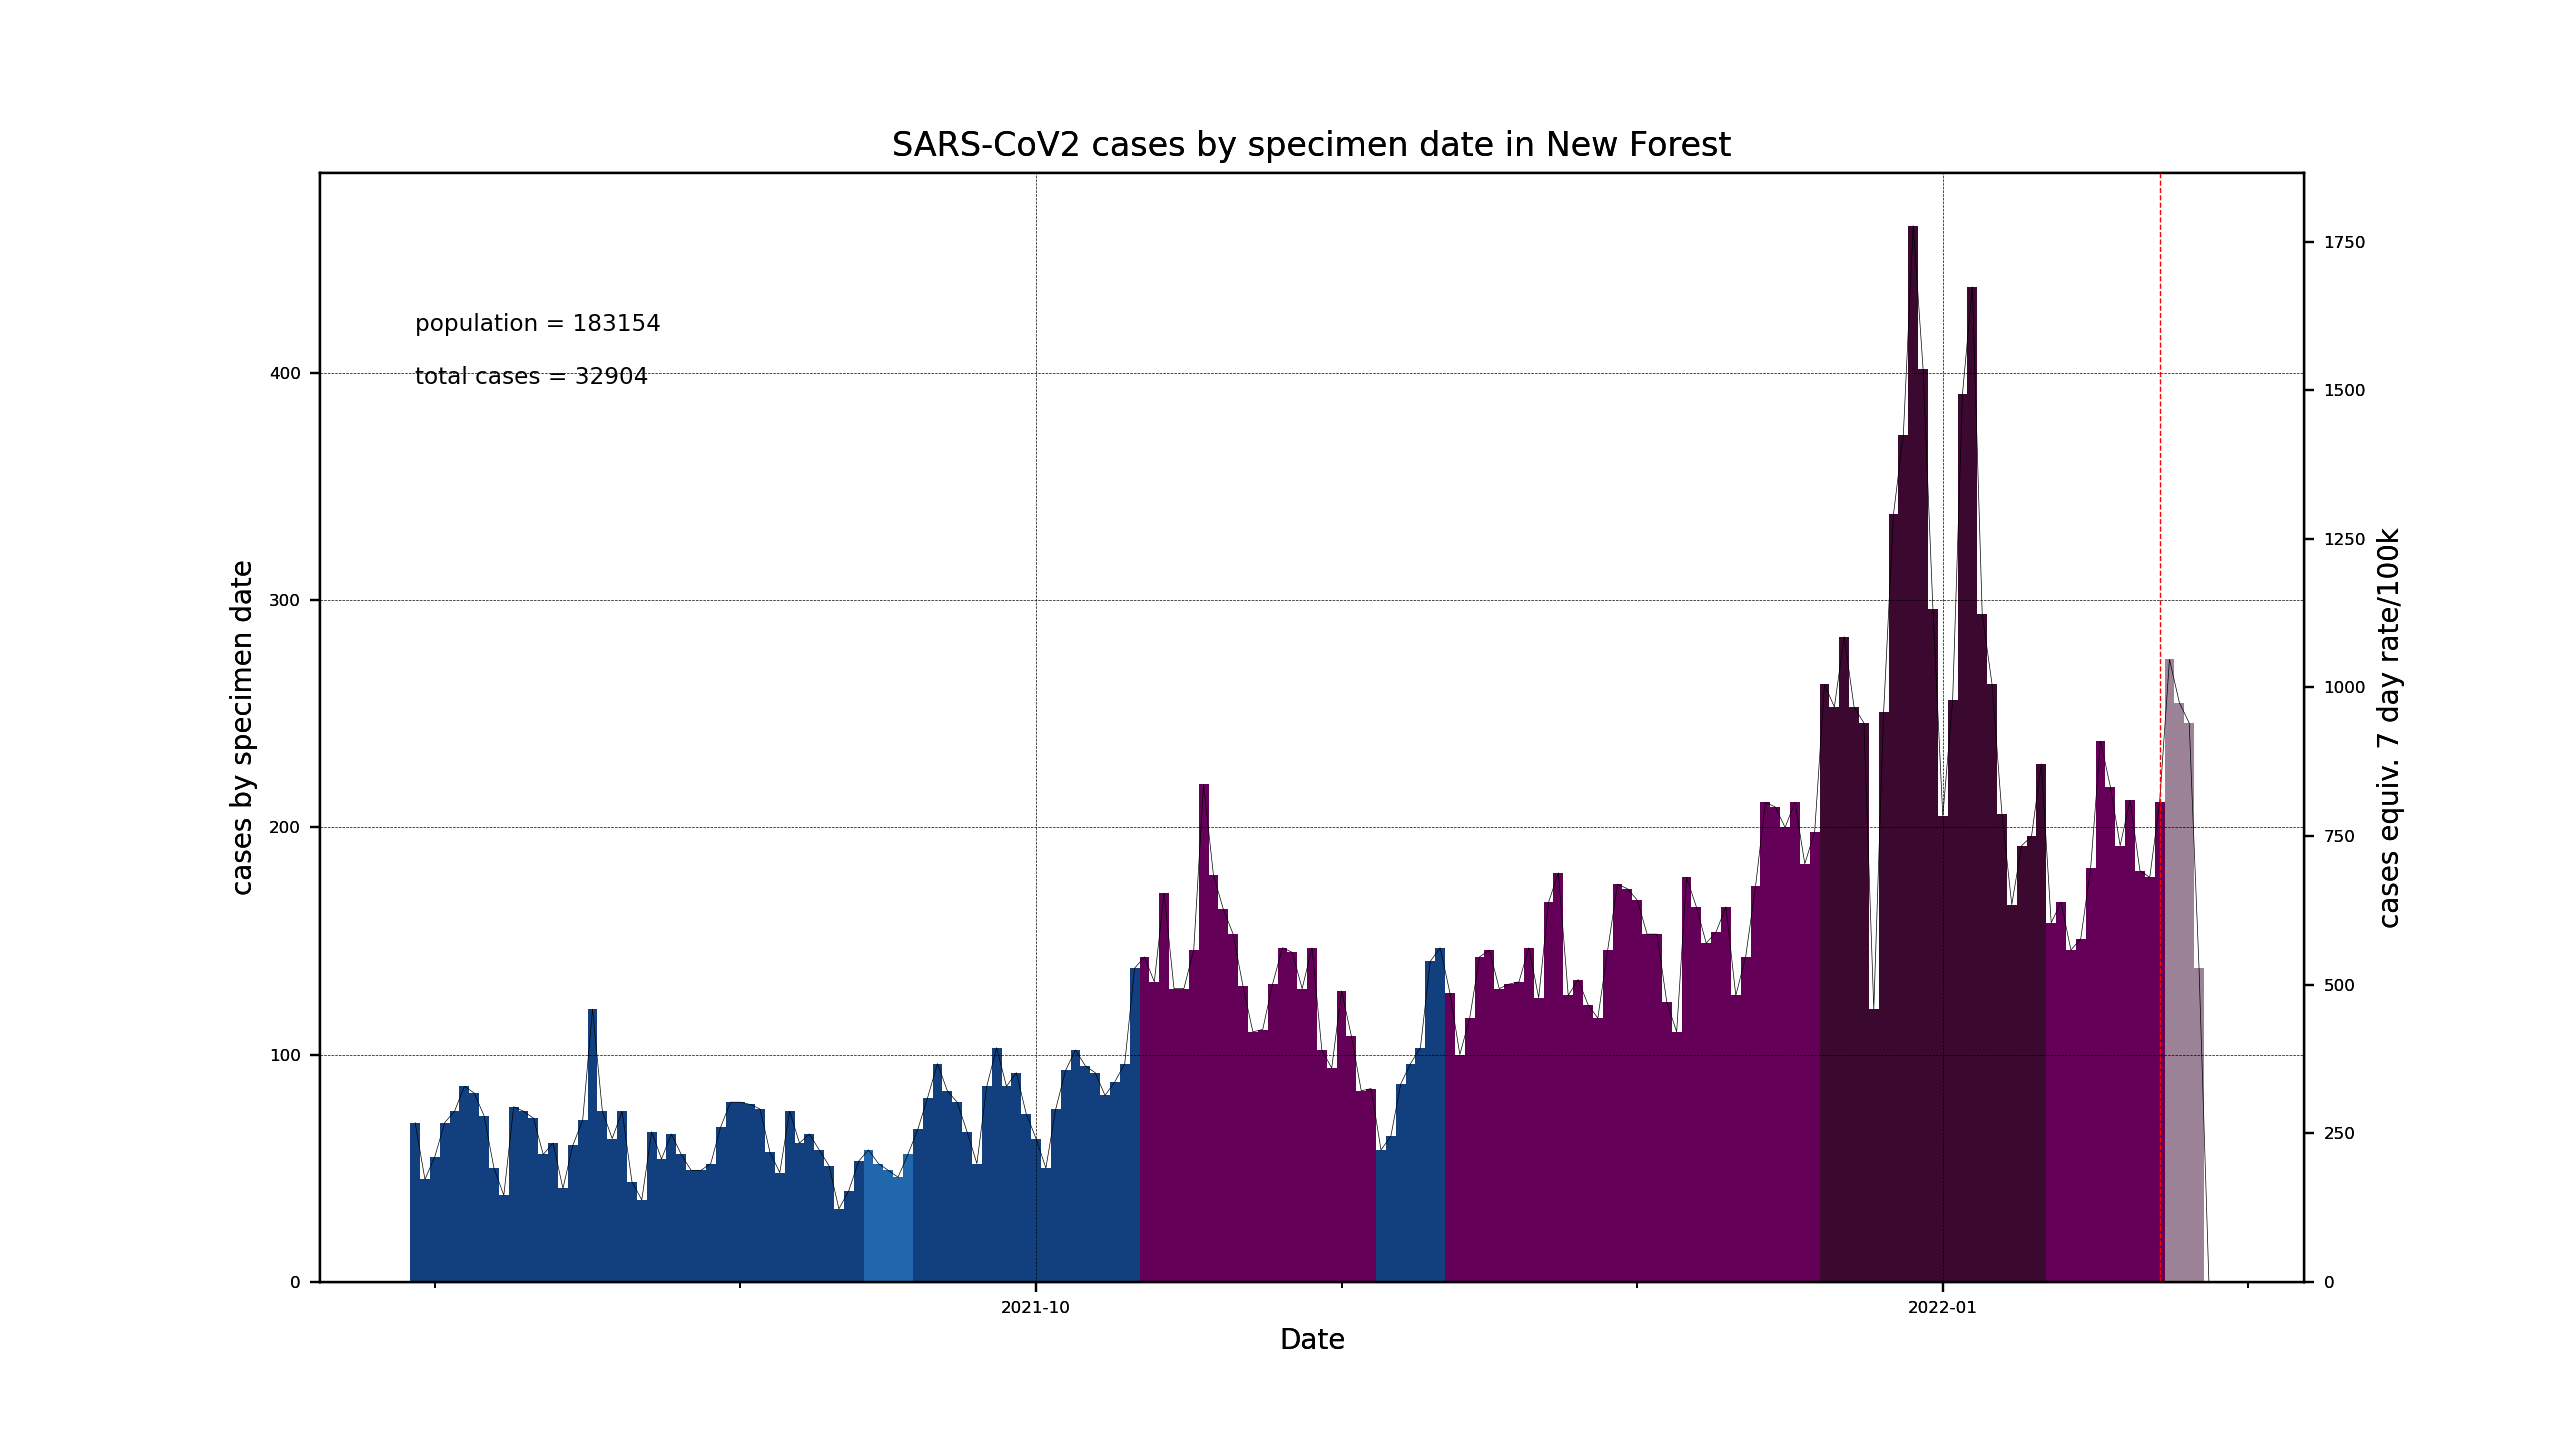 SARS-CoV2 cases by specimen date in New Forest
population = 183154
total cases = 32904
cases by specimen date
400
300
200
100
0
1750
1500
1250
1000
750
500
250
0
cases equiv. 7 day rate/100k
2021-10
2022-01
Date